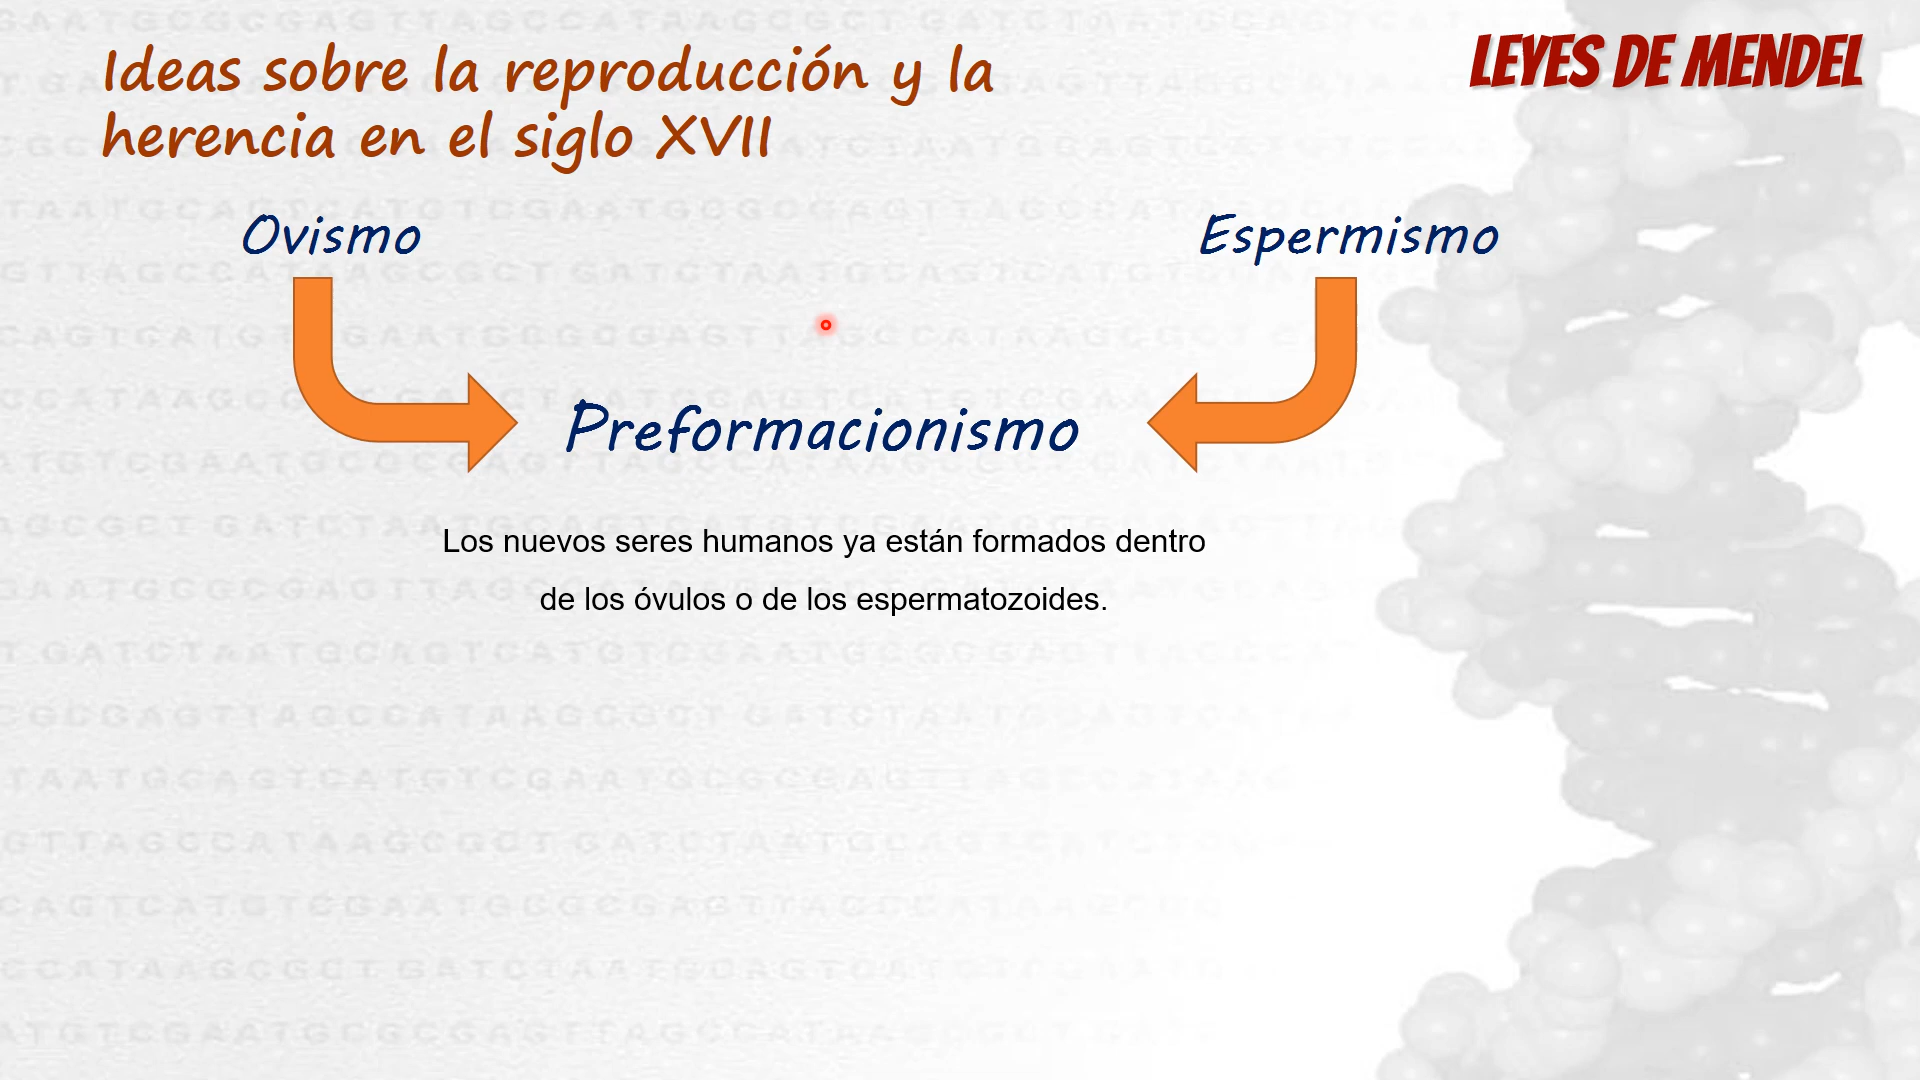 LEYES DE MENDEL
Ideas sobre la reproducción y la
herencia en el siglo XVII
Ovismo
Espermismo
Preformacionismo
Los nuevos seres humanos ya están formados dentro
de los óvulos o de los espermatozoides.